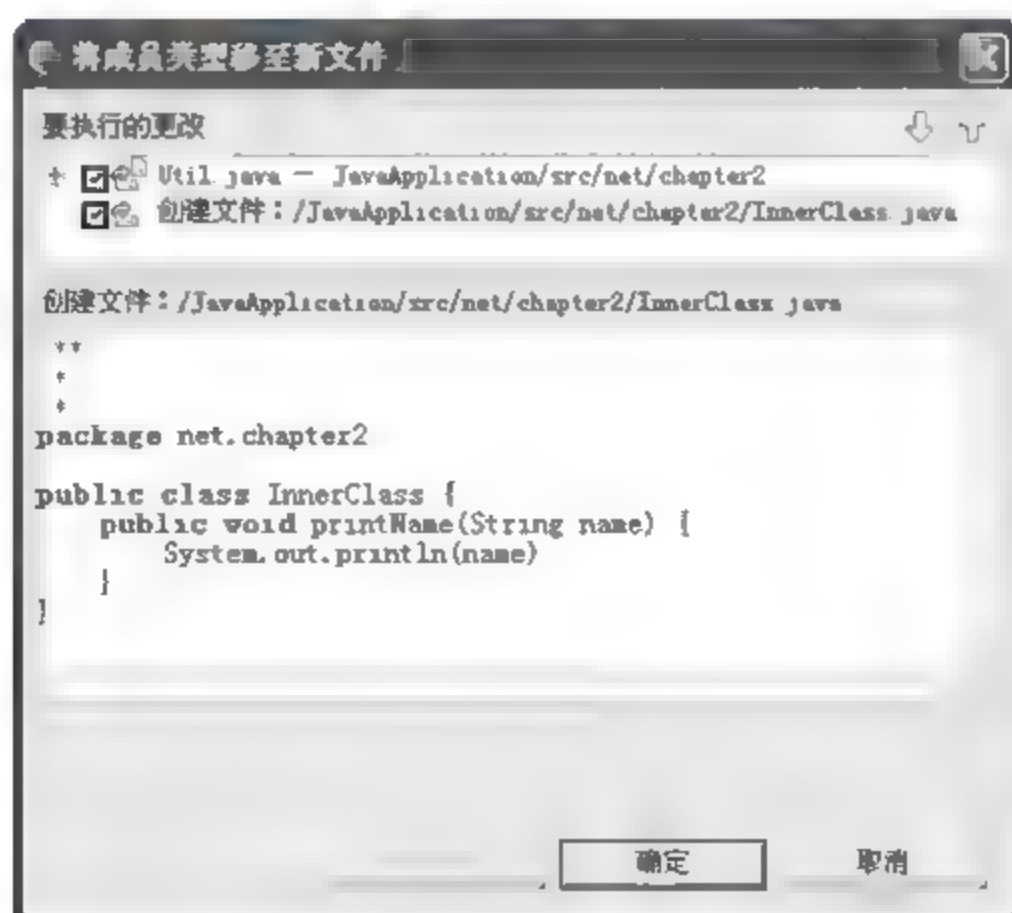 将成员类型移至新文件
要执行的更改
Util java - JavaApplication/src/net/chapter2
创建文件:/JavaApplication/src/net/chapter2/InnerClass java
创建文件:/JavaApplication/src/net/chapter2/InnerClass java
**
*
*
package net.chapter2
public class InnerClass {
public void printName(String name) {
System.out.println(name)
}
}
确定
取消